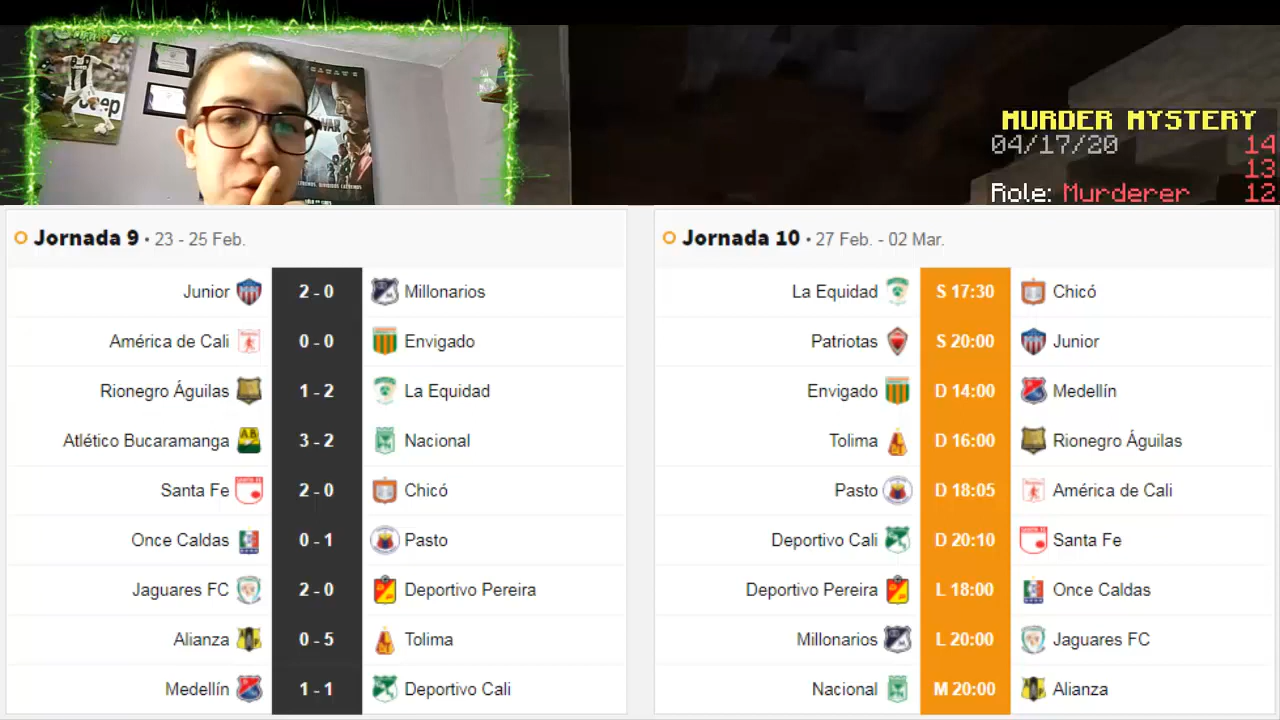 Jeep
WAR
MURDER MYSTERY
04/17/20 14
13
Role: Murderer 12
Jornada 9 • 23 - 25 Feb.
Junior 2 - 0 Millonarios
América de Cali 0 - 0 Envigado
Rionegro Águilas 1 - 2 La Equidad
Atlético Bucaramanga 3 - 2 Nacional
Santa Fe 2 - 0 Chicó
Once Caldas 0 - 1 Pasto
Jaguares FC 2 - 0 Deportivo Pereira
Alianza 0 - 5 Tolima
Medellín 1 - 1 Deportivo Cali
Jornada 10 • 27 Feb. - 02 Mar.
La Equidad S 17:30 Chicó
Patriotas S 20:00 Junior
Envigado D 14:00 Medellín
Tolima D 16:00 Rionegro Águilas
Pasto D 18:05 América de Cali
Deportivo Cali D 20:10 Santa Fe
Deportivo Pereira L 18:00 Once Caldas
Millonarios L 20:00 Jaguares FC
Nacional M 20:00 Alianza